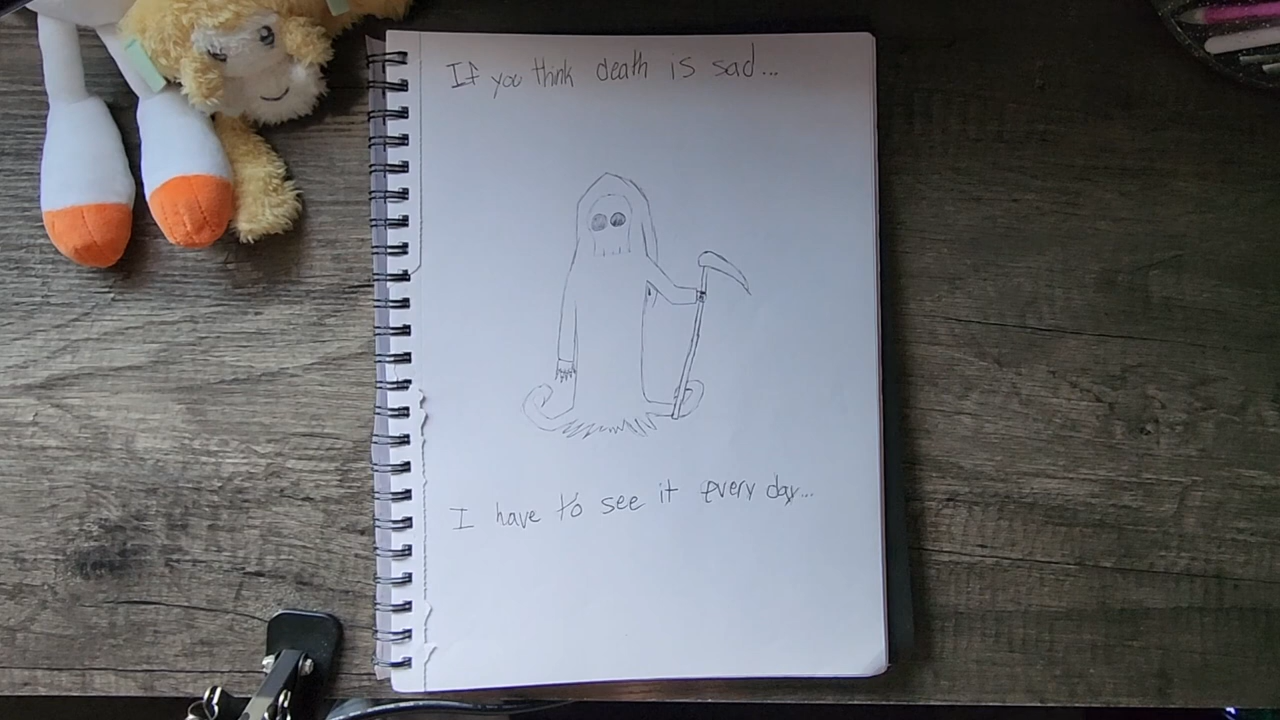 If you think death is sad...
I have to see it every day...